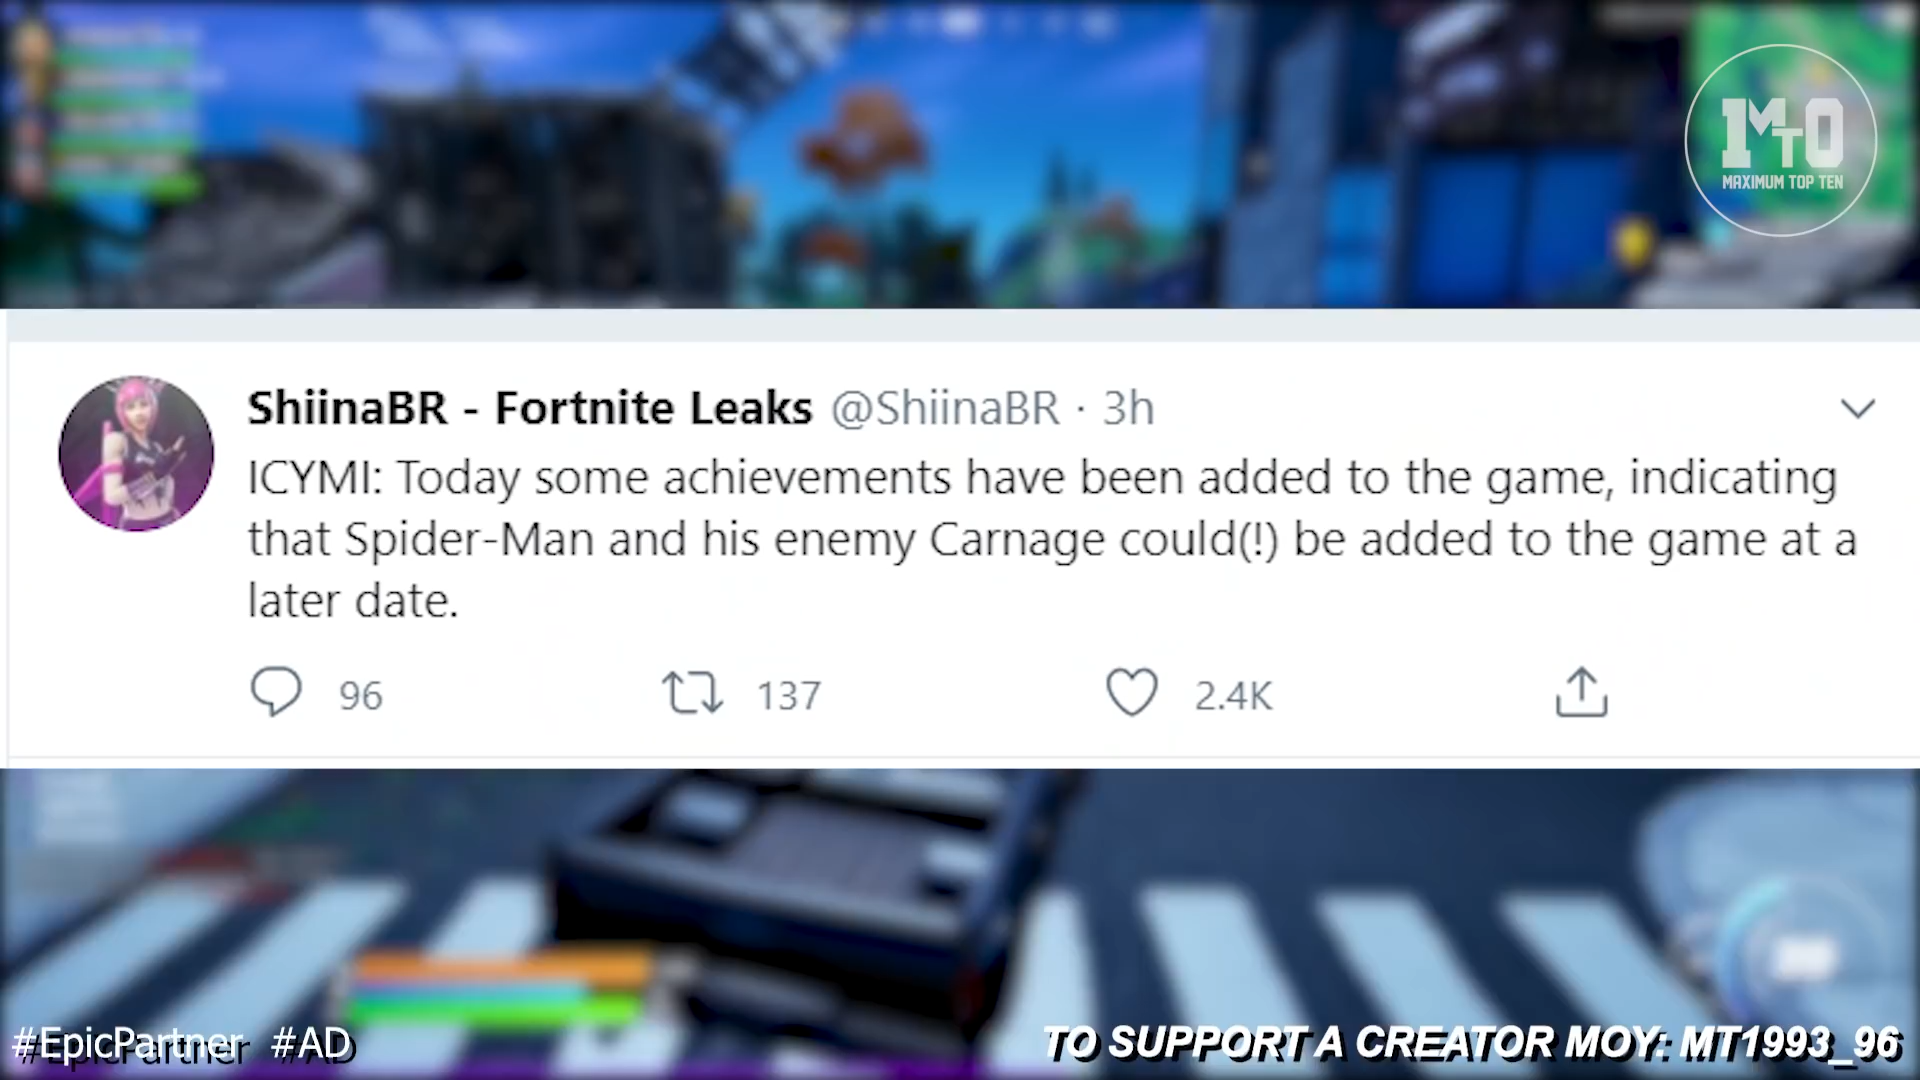 1MT0
MAXIMUM TOP TEN
ShiinaBR - Fortnite Leaks @ShiinaBR · 3h
ICYMI: Today some achievements have been added to the game, indicating
that Spider-Man and his enemy Carnage could(!) be added to the game at a
later date.
96 137 2.4K
#EpicPartner #AD
TO SUPPORT A CREATOR MOY: MT1993_96